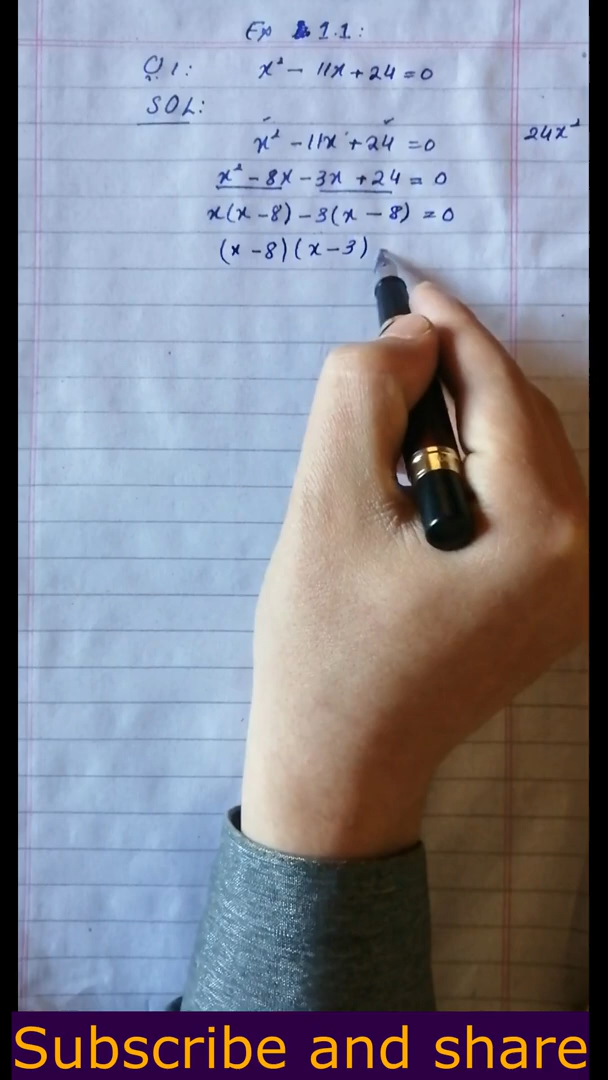 Ex 1.1:
Q1: x² - 11x + 24 = 0
SOL:
x² - 11x + 24 = 0
24x²
x² - 8x - 3x + 24 = 0
x(x - 8) - 3(x - 8) = 0
(x - 8)(x - 3)
Subscribe and share